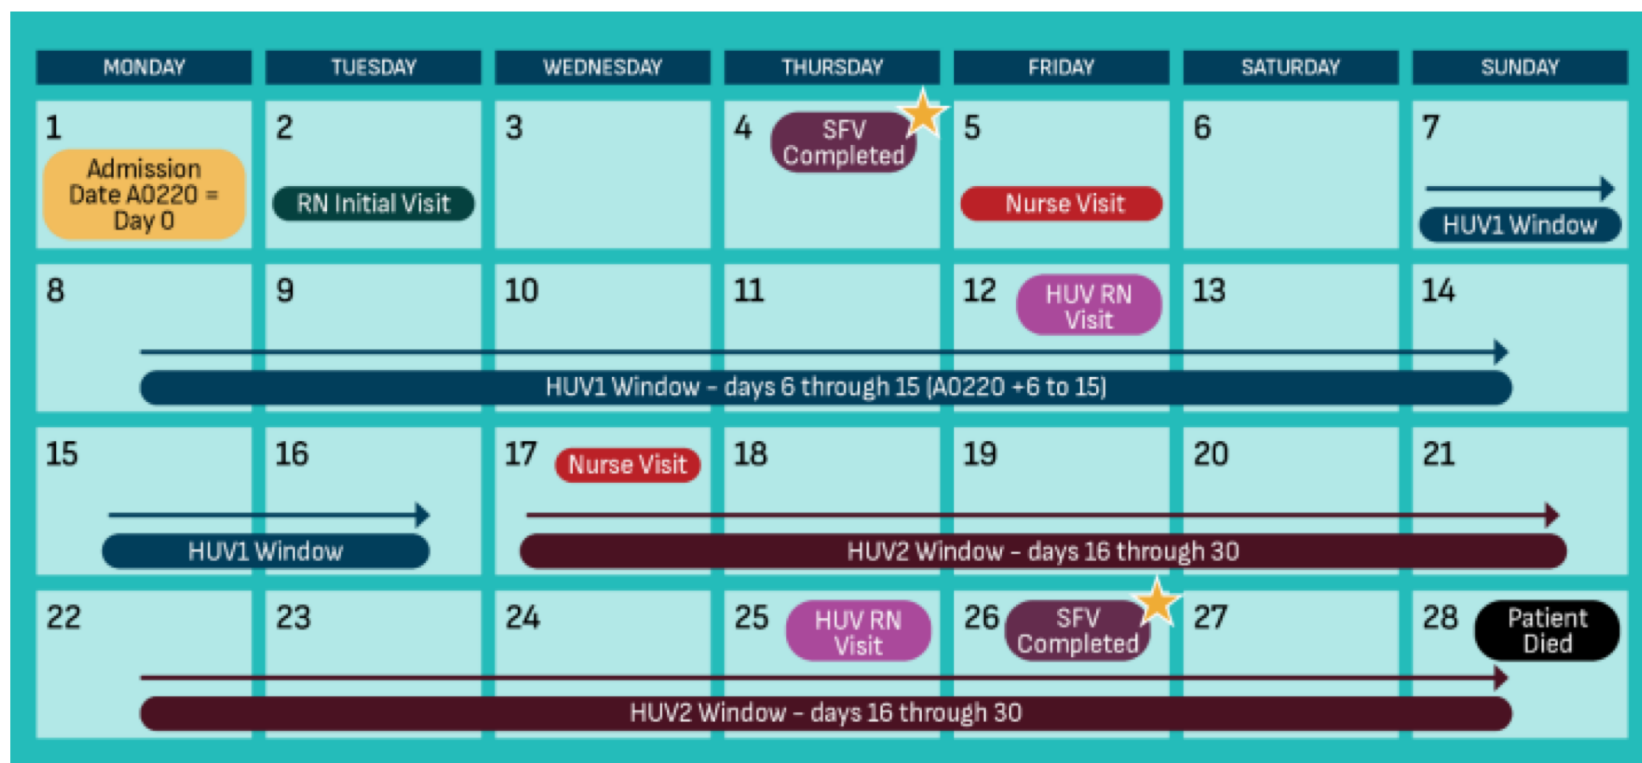 MONDAY
TUESDAY
WEDNESDAY
THURSDAY
FRIDAY
SATURDAY
SUNDAY
1
Admission
Date A0220 =
Day 0
2
RN Initial Visit
3
4
SFV
Completed
5
Nurse Visit
6
7
HUV1 Window
8
9
10
11
12
HUV RN
Visit
13
14
HUV1 Window – days 6 through 15 (A0220 +6 to 15)
15
16
HUV1 Window
17
Nurse Visit
18
19
20
21
HUV2 Window – days 16 through 30
22
23
24
25
HUV RN
Visit
26
SFV
Completed
27
28
Patient
Died
HUV2 Window – days 16 through 30